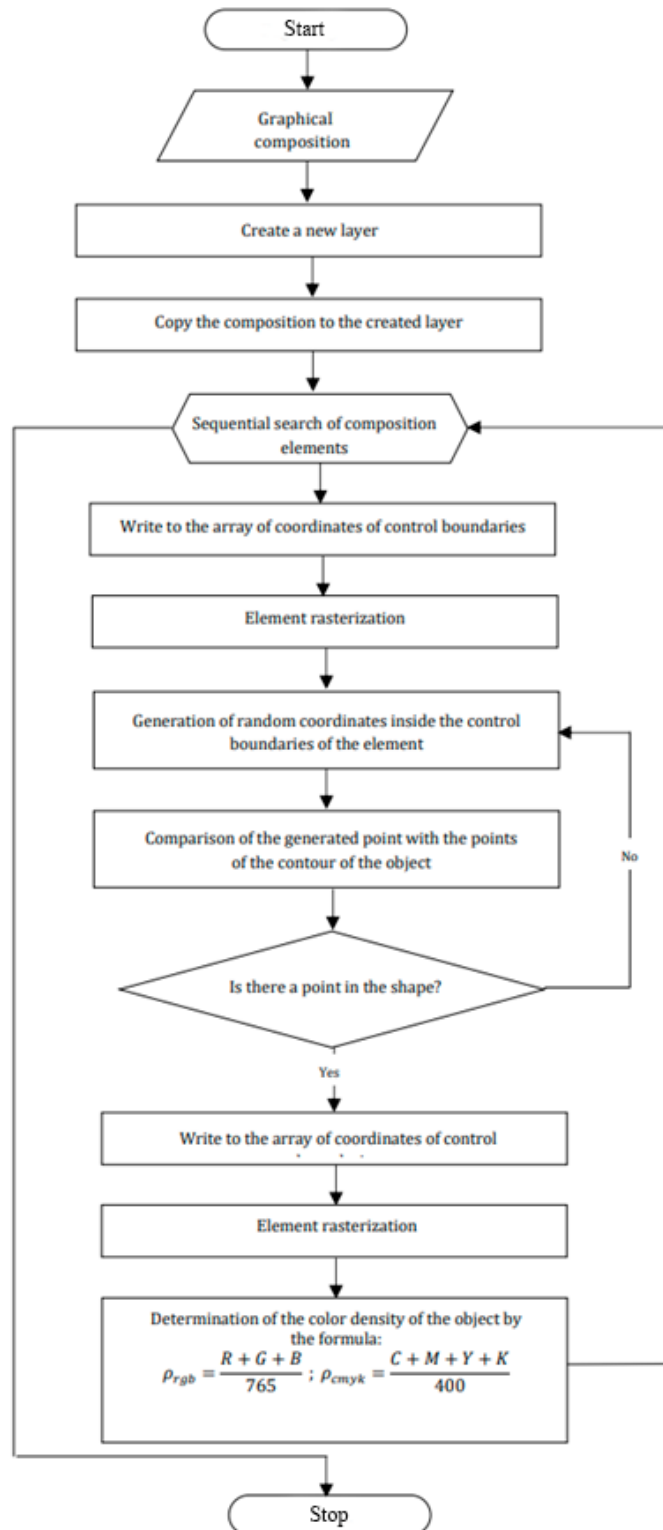 Start
Graphical
composition
Create a new layer
Copy the composition to the created layer
Sequential search of composition
elements
Write to the array of coordinates of control boundaries
Element rasterization
Generation of random coordinates inside the control
boundaries of the element
Comparison of the generated point with the points
of the contour of the object
No
Is there a point in the shape?
Yes
Write to the array of coordinates of control
Element rasterization
Determination of the color density of the object by
the formula:
ρ_rgb = (R + G + B)/765 ; ρ_cmyk = (C + M + Y + K)/400
Stop